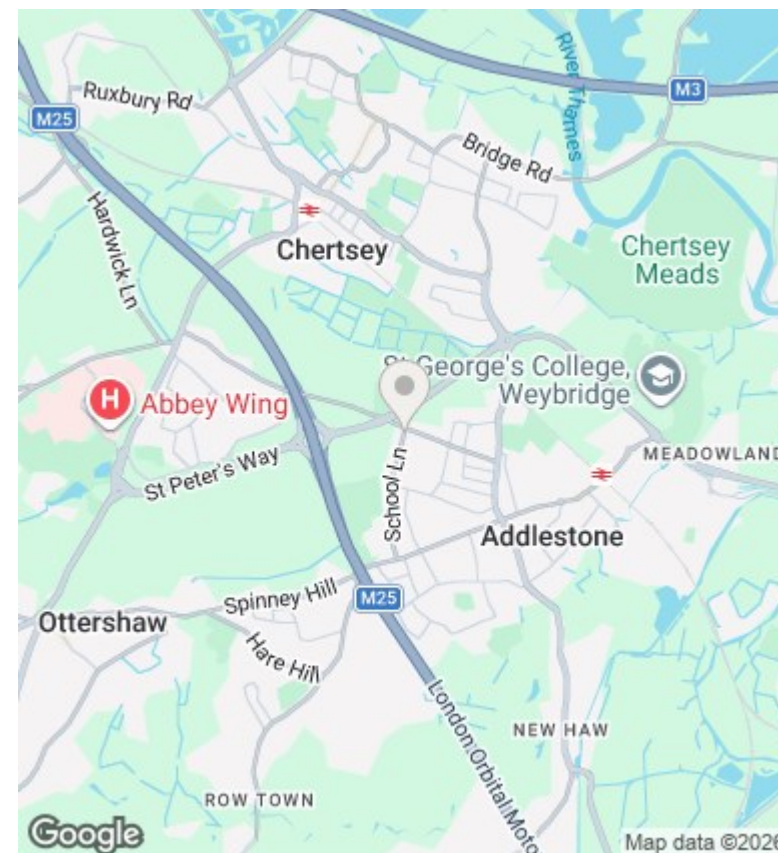 Ruxbury Rd
M25
M3
River Thames
Bridge Rd
Hardwick Ln
Chertsey
Chertsey
Meads
St George's College,
Weybridge
H
Abbey Wing
St Peter's Way
School Ln
MEADOWLAND
Addlestone
Spinney Hill
M25
Ottershaw
Hare Hill
London Orbital Moto
NEW HAW
ROW TOWN
Google
Map data ©2026